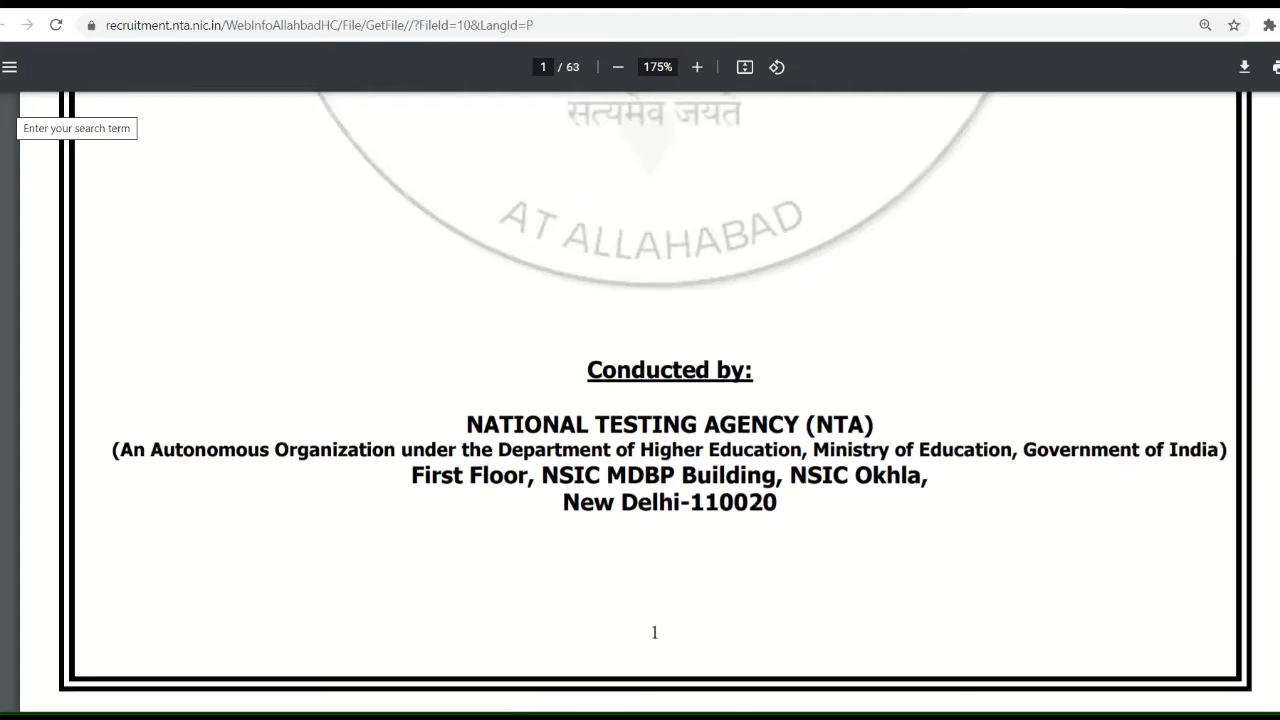 recruitment.nta.nic.in/WebInfoAllahbadHC/File/GetFile//?FileId=10&LangId=P
1 / 63
175%
सत्यमेव जयते
Enter your search term
AT ALLAHABAD
Conducted by:
NATIONAL TESTING AGENCY (NTA)
(An Autonomous Organization under the Department of Higher Education, Ministry of Education, Government of India)
First Floor, NSIC MDBP Building, NSIC Okhla,
New Delhi-110020
1